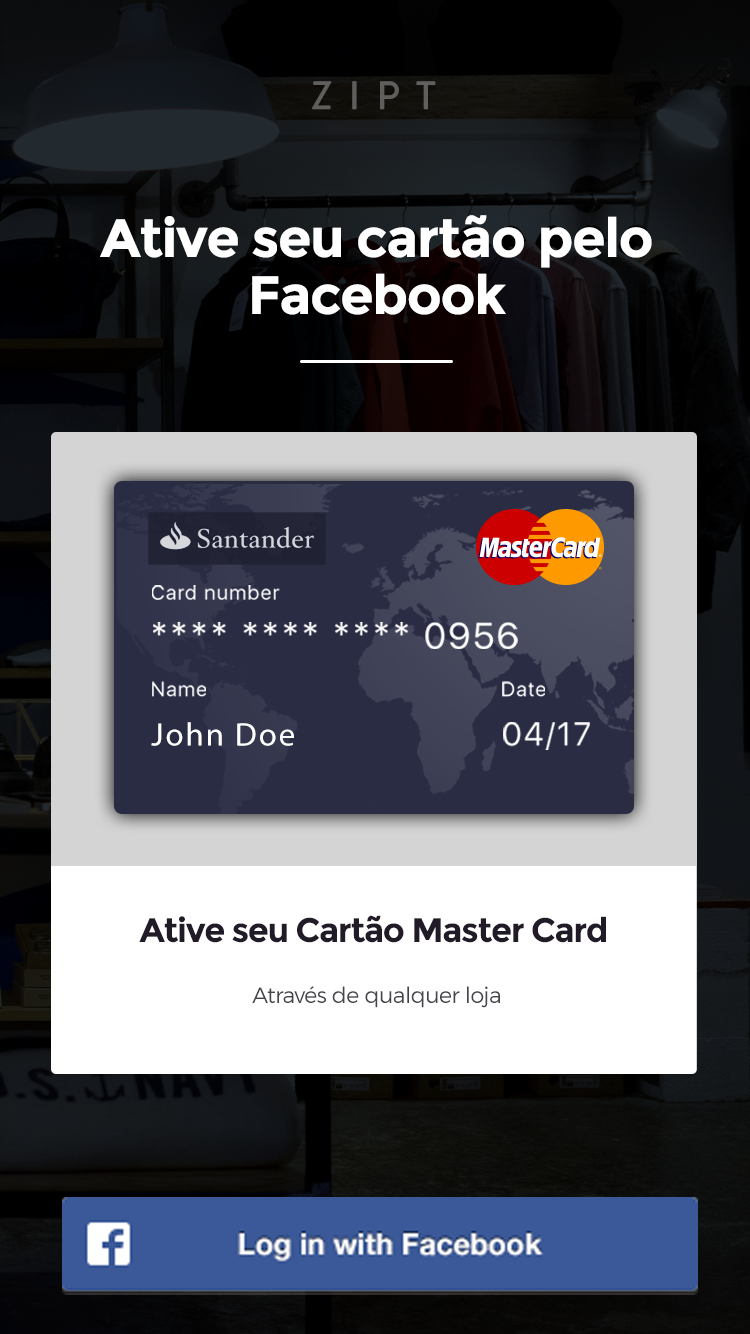 ZIPT
Ative seu cartão pelo
Facebook
Santander
MasterCard
Card number
**** **** **** 0956
Name
Date
John Doe
04/17
Ative seu Cartão Master Card
Através de qualquer loja
U.S. NAVY
Log in with Facebook